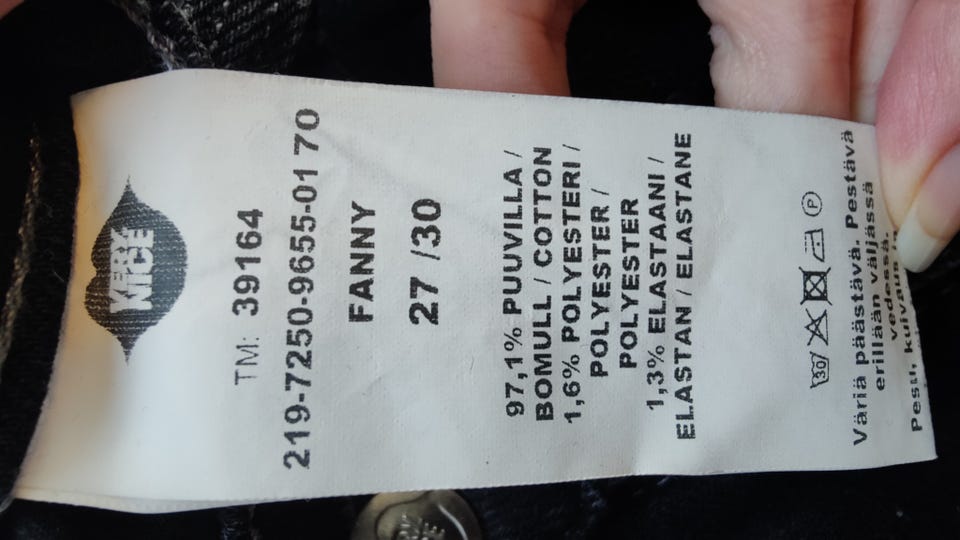 VERY
NICE
TM: 39164
219-7250-9655-01 70
FANNY
27 /30
97,1% PUUVILLA /
BOMULL / COTTON
1,6% POLYESTERI /
POLYESTER /
POLYESTER
1,3% ELASTAANI /
ELASTAN / ELASTANE
30
P
Väriä päästävä. Pestävä
erillään väljässä
vedessä.
Pesu, kuivaus